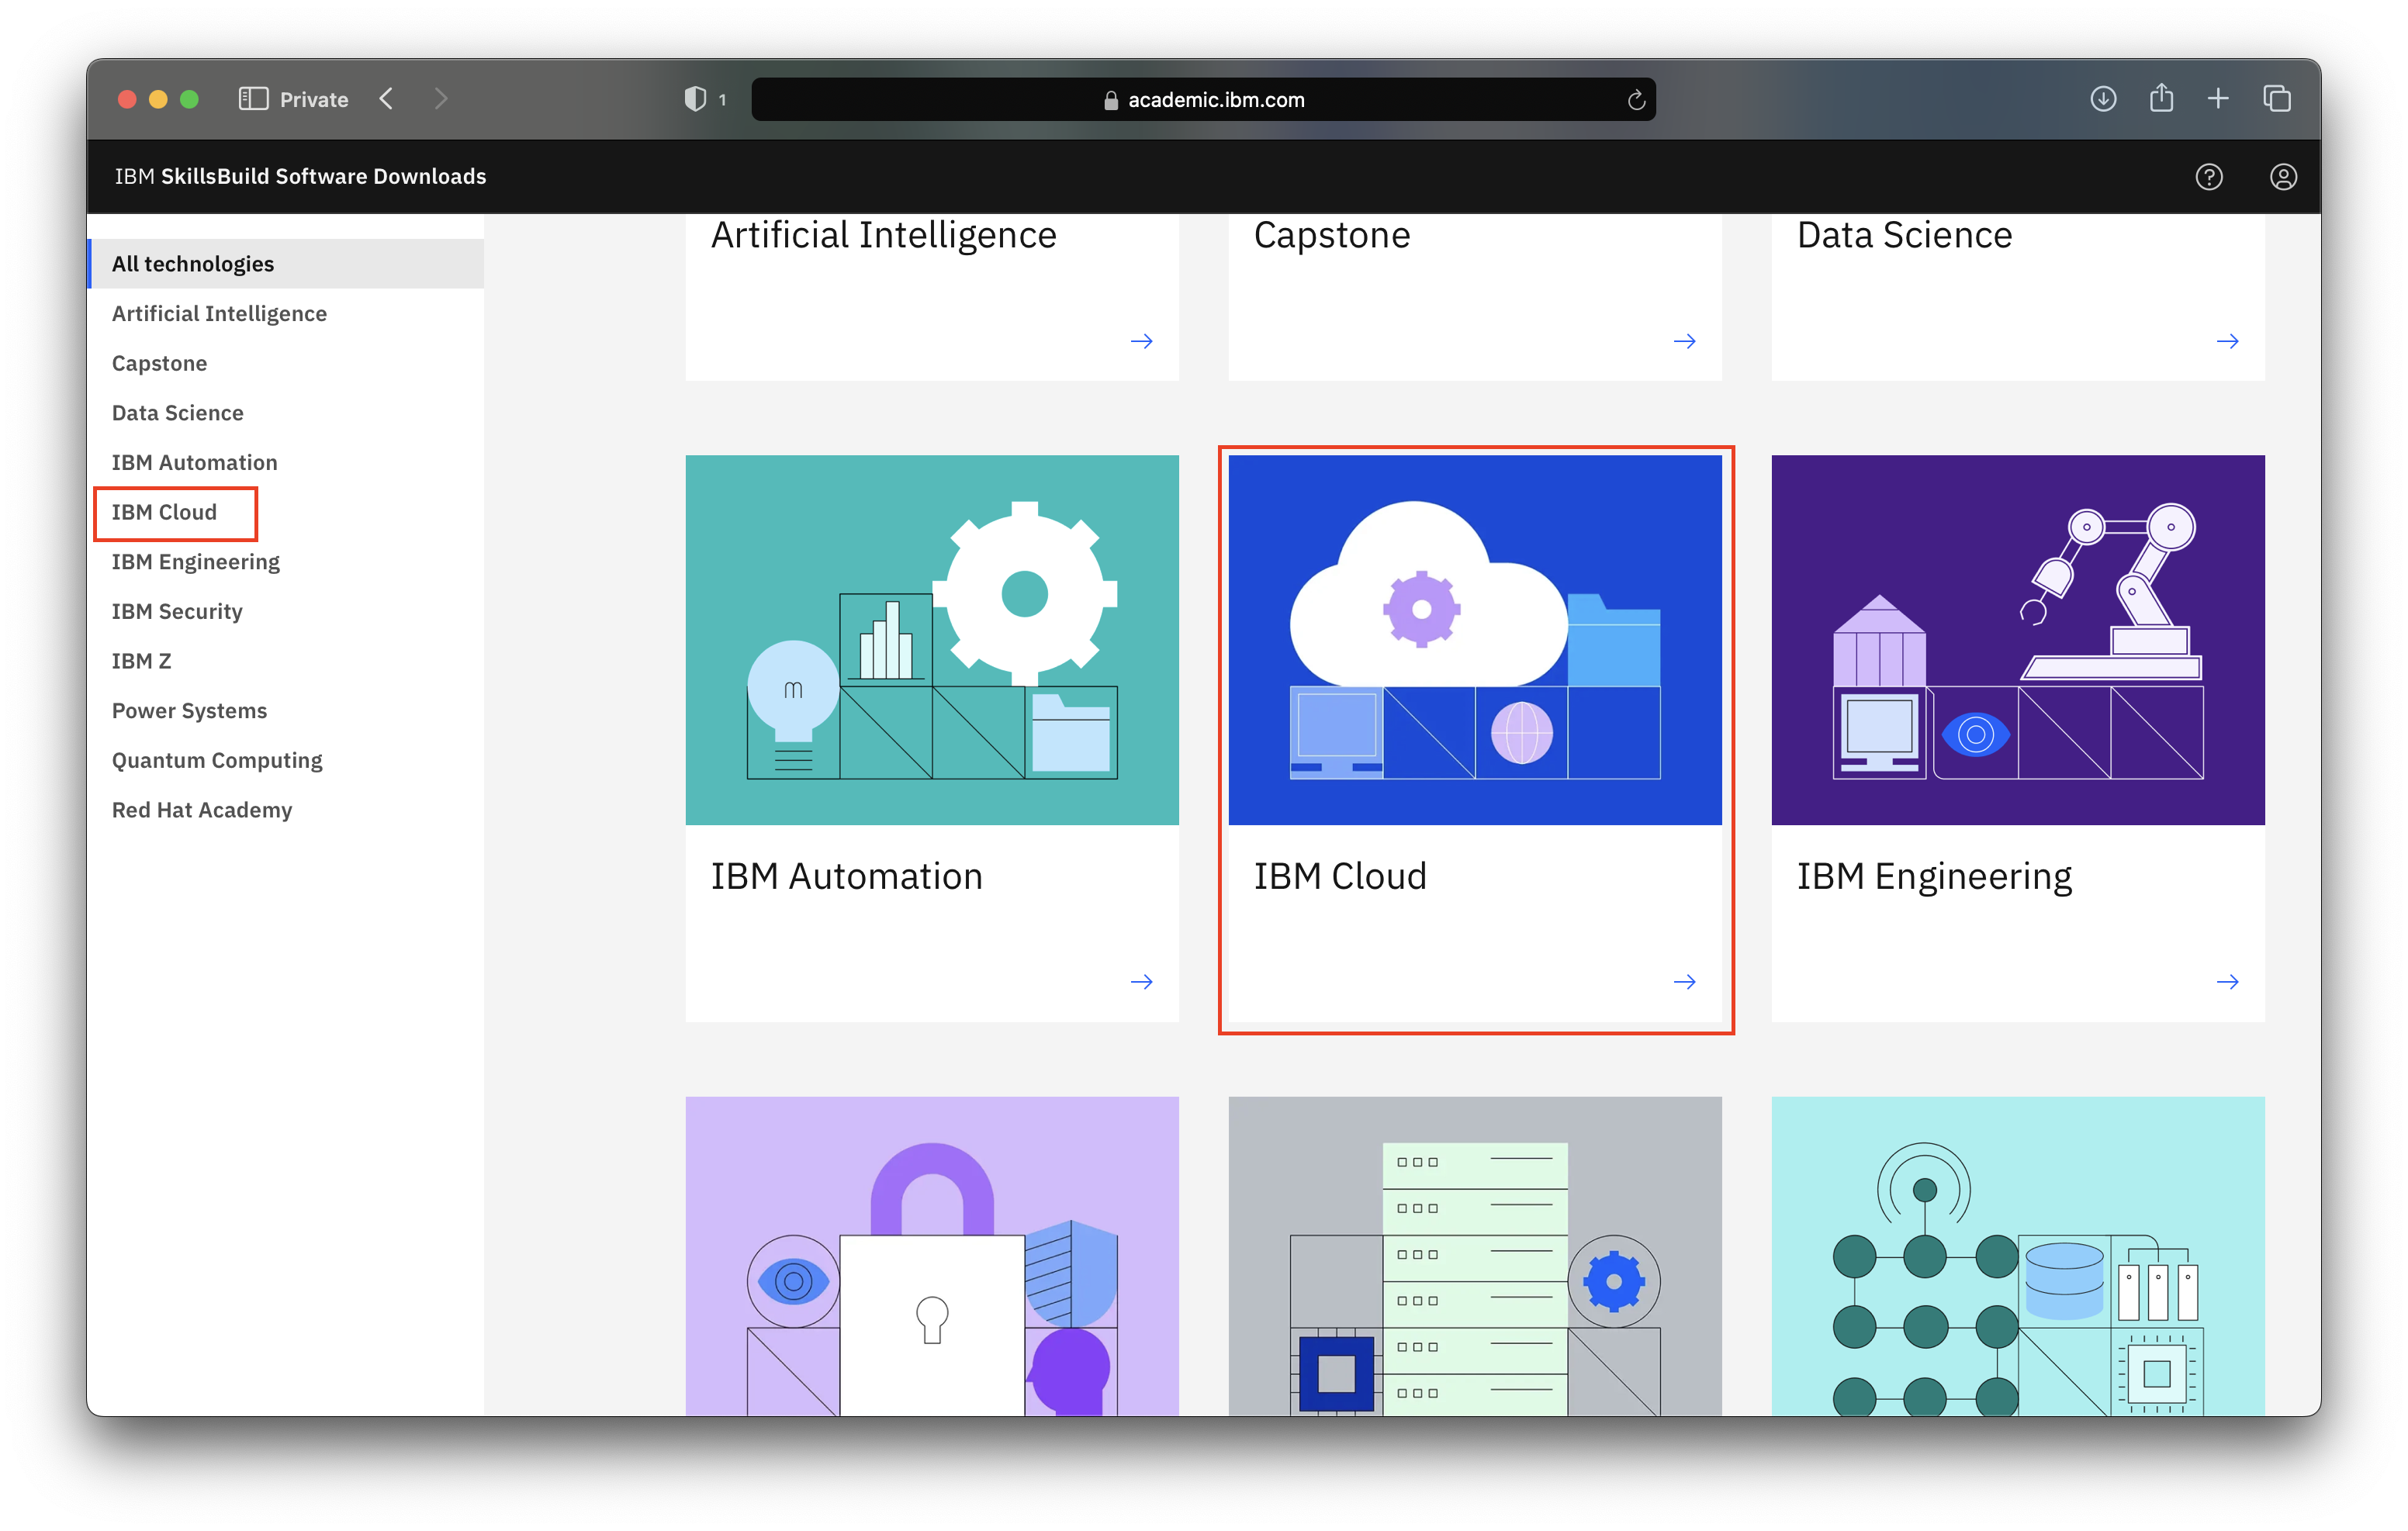 Private
1
academic.ibm.com
IBM SkillsBuild Software Downloads
All technologies
Artificial Intelligence
Capstone
Data Science
IBM Automation
IBM Cloud
IBM Engineering
IBM Security
IBM Z
Power Systems
Quantum Computing
Red Hat Academy
Artificial Intelligence
Capstone
Data Science
IBM Automation
IBM Cloud
IBM Engineering